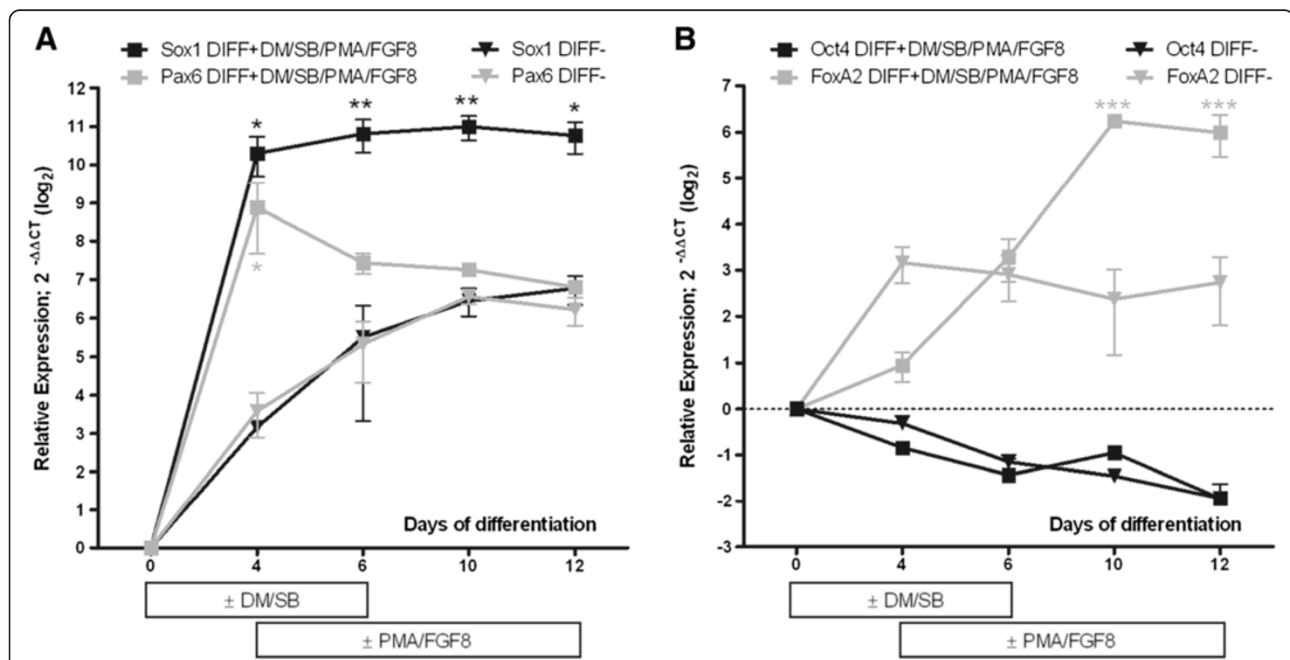 A
Sox1 DIFF+DM/SB/PMA/FGF8
Sox1 DIFF-
Pax6 DIFF+DM/SB/PMA/FGF8
Pax6 DIFF-
Relative Expression; 2 -ΔΔCT (log2)
12
11
10
9
8
7
6
5
4
3
2
1
0
*
**
**
*
*
Days of differentiation
0 4 6 10 12
± DM/SB
± PMA/FGF8
B
Oct4 DIFF+DM/SB/PMA/FGF8
Oct4 DIFF-
FoxA2 DIFF+DM/SB/PMA/FGF8
FoxA2 DIFF-
Relative Expression; 2 -ΔΔCT (log2)
7
6
5
4
3
2
1
0
-1
-2
-3
***
***
Days of differentiation
0 4 6 10 12
± DM/SB
± PMA/FGF8